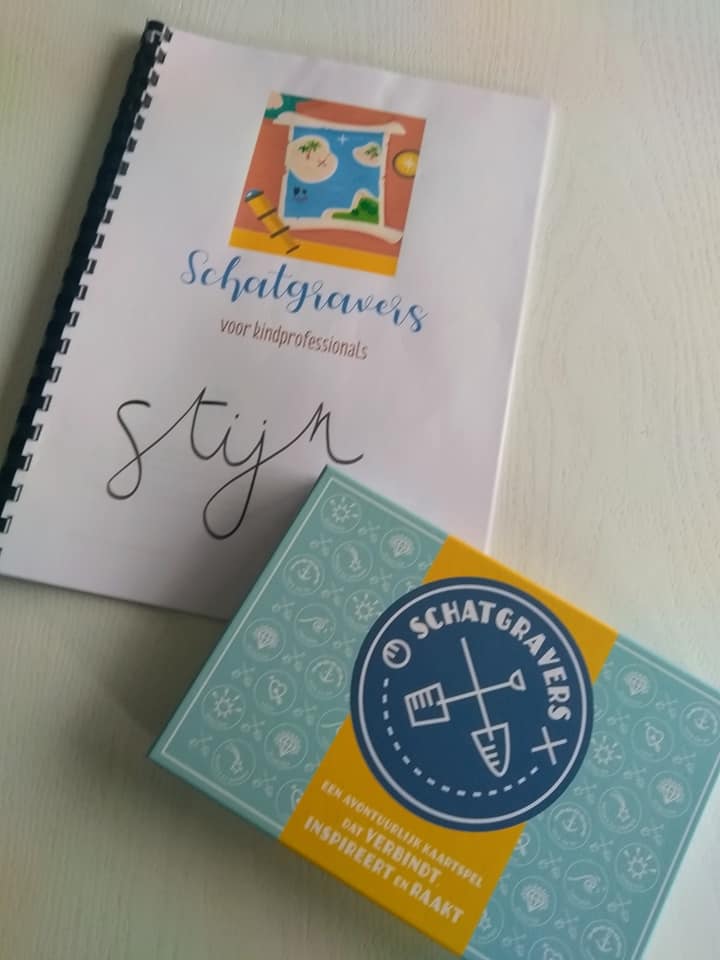 Schatgravers
voor kindprofessionals
Stijn
SCHATGRAVERS
EEN AVONTUURLIJK KAARTSPEL
DAT VERBINDT,
INSPIREERT EN RAAKT